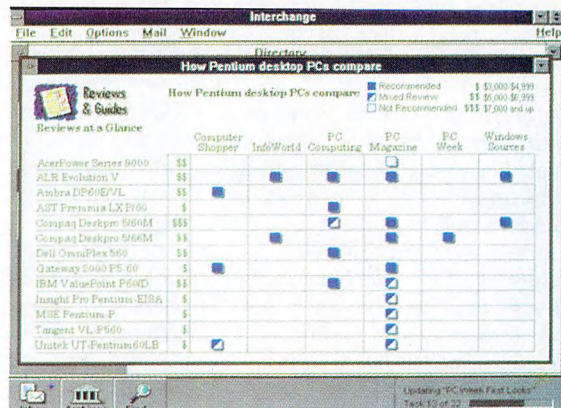 Interchange
File Edit Options Mail Window Help
Directory
How Pentium desktop PCs compare
Reviews & Guides
How Pentium desktop PCs compare
Recommended $ $3,000-$4,999
Mixed Review $$ $5,000-$6,999
Not Recommended $$$ $7,000 and up
Reviews at a Glance
Computer Shopper InfoWorld PC Computing PC Magazine PC Week Windows Sources
AcerPower Series 9000 $$
ALR Evolution V $$
Ambra DP60E/VL $$
AST Premmia LX P/60 $
Compaq Deskpro 5/60M $$$
Compaq Deskpro 5/66M $$
Dell OmniPlex 560 $
Gateway 2000 P5-60 $
IBM ValuePoint P60/D $$
Insight Pro Pentium-EISA $
MSE Pentium-P $
Tangent VL-P560 $
Unitek UT-Pentium60LB $
Updating "PC Week First Looks"
Task 13 of 22